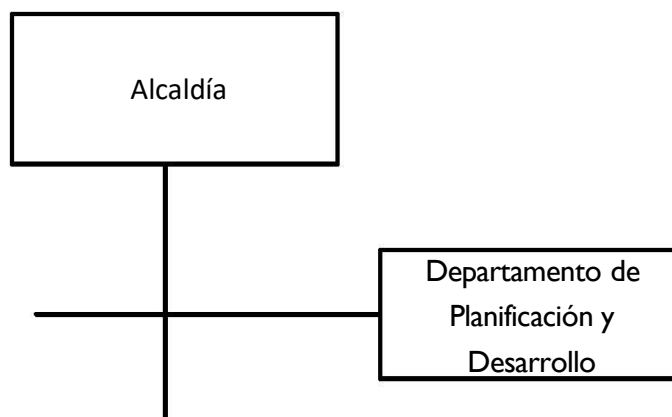 Alcaldía
Departamento de
Planificación y
Desarrollo